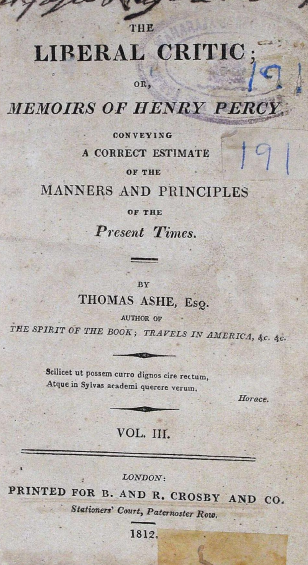 THE
LIBERAL CRITIC;
OR,
MEMOIRS OF HENRY PERCY
CONVEYING
A CORRECT ESTIMATE
OF THE
MANNERS AND PRINCIPLES
OF THE
Present Times.
191
191
BY
THOMAS ASHE, Esq.
AUTHOR OF
THE SPIRIT OF THE BOOK; TRAVELS IN AMERICA, &c. &c.
Scilicet ut possem curro dignos cire rectum,
Atque in Sylvas academi querere verum.
Horace.
VOL. III.
LONDON:
PRINTED FOR B. AND R. CROSBY AND CO.
Stationers' Court, Paternoster Row.
1812.